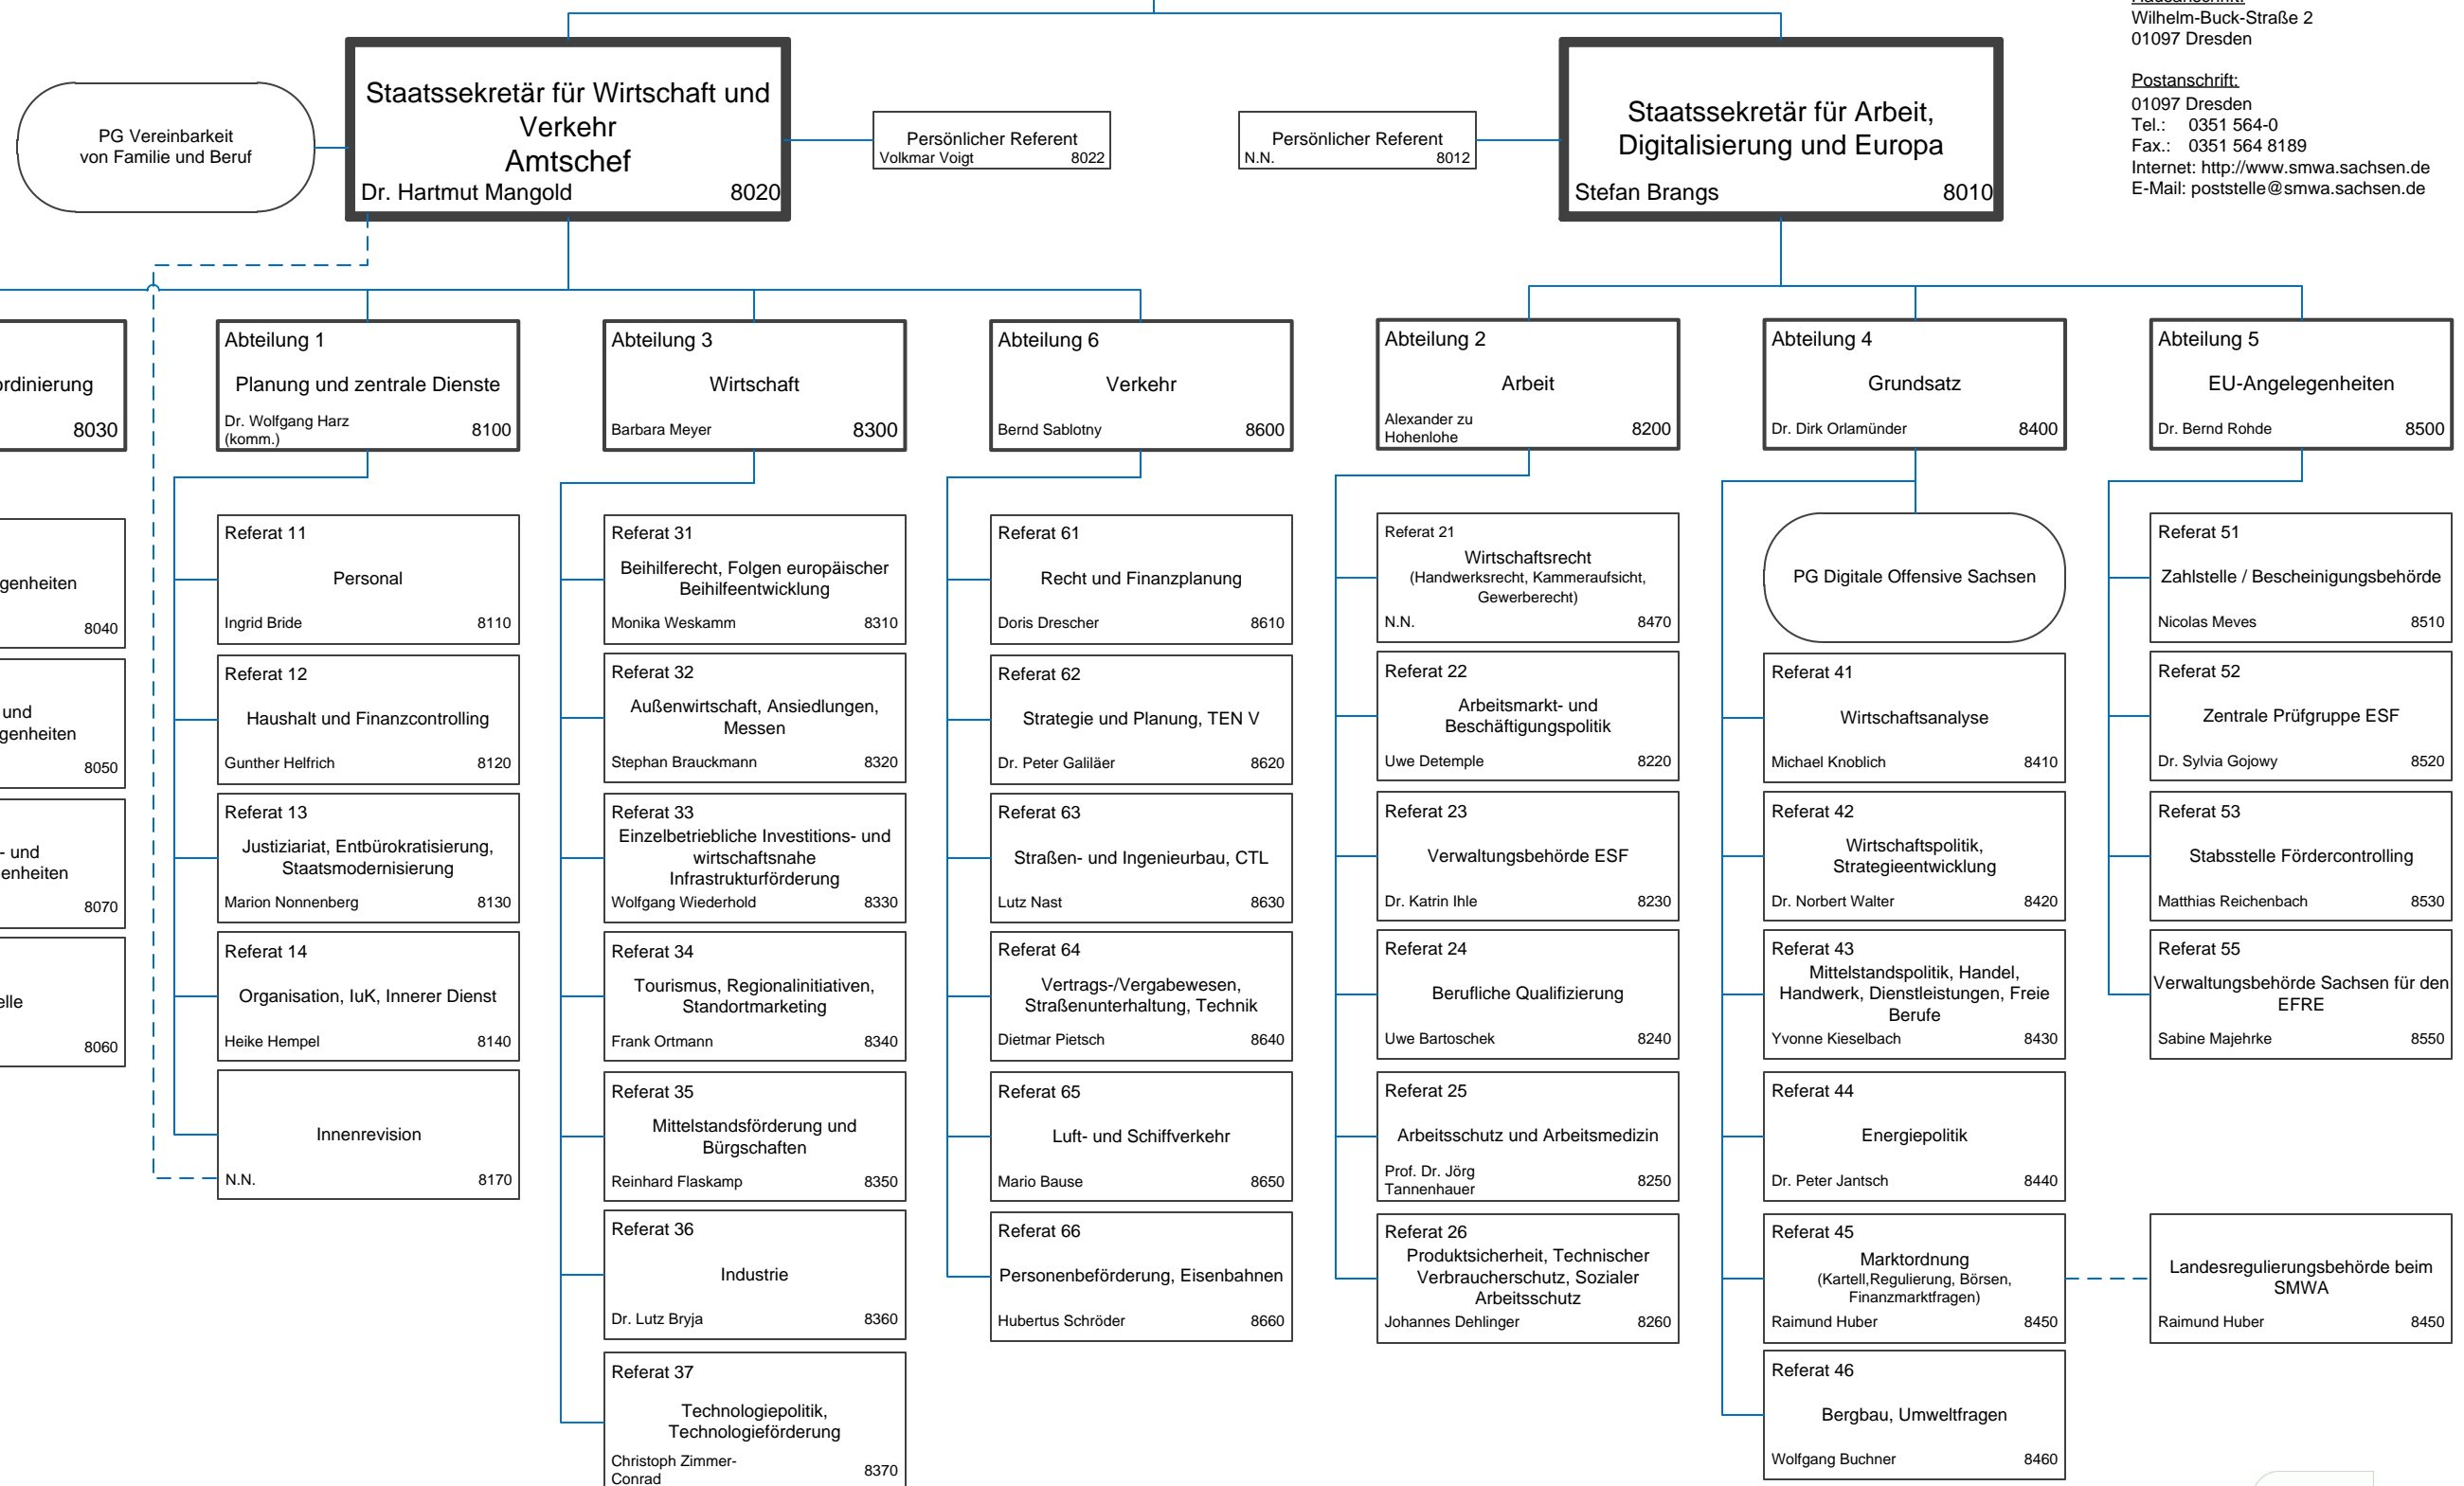 Hausanschrift:
Wilhelm-Buck-Straße 2
01097 Dresden
Postanschrift:
01097 Dresden
Tel.: 0351 564-0
Fax.: 0351 564 8189
Internet: http://www.smwa.sachsen.de
E-Mail: poststelle@smwa.sachsen.de
PG Vereinbarkeit
von Familie und Beruf
Staatssekretär für Wirtschaft und
Verkehr
Amtschef
Dr. Hartmut Mangold 8020
Persönlicher Referent
Volkmar Voigt 8022
Persönlicher Referent
N.N. 8012
Staatssekretär für Arbeit,
Digitalisierung und Europa
Stefan Brangs 8010
ordinierung
8030
genheiten
8040
und
genheiten
8050
- und
enheiten
8070
elle
8060
Abteilung 1
Planung und zentrale Dienste
Dr. Wolfgang Harz
(komm.) 8100
Referat 11
Personal
Ingrid Bride 8110
Referat 12
Haushalt und Finanzcontrolling
Gunther Helfrich 8120
Referat 13
Justiziariat, Entbürokratisierung,
Staatsmodernisierung
Marion Nonnenberg 8130
Referat 14
Organisation, IuK, Innerer Dienst
Heike Hempel 8140
Innenrevision
N.N. 8170
Abteilung 3
Wirtschaft
Barbara Meyer 8300
Referat 31
Beihilferecht, Folgen europäischer
Beihilfeentwicklung
Monika Weskamm 8310
Referat 32
Außenwirtschaft, Ansiedlungen,
Messen
Stephan Brauckmann 8320
Referat 33
Einzelbetriebliche Investitions- und
wirtschaftsnahe
Infrastrukturförderung
Wolfgang Wiederhold 8330
Referat 34
Tourismus, Regionalinitiativen,
Standortmarketing
Frank Ortmann 8340
Referat 35
Mittelstandsförderung und
Bürgschaften
Reinhard Flaskamp 8350
Referat 36
Industrie
Dr. Lutz Bryja 8360
Referat 37
Technologiepolitik,
Technologieförderung
Christoph Zimmer-
Conrad 8370
Abteilung 6
Verkehr
Bernd Sablotny 8600
Referat 61
Recht und Finanzplanung
Doris Drescher 8610
Referat 62
Strategie und Planung, TEN V
Dr. Peter Galiläer 8620
Referat 63
Straßen- und Ingenieurbau, CTL
Lutz Nast 8630
Referat 64
Vertrags-/Vergabewesen,
Straßenunterhaltung, Technik
Dietmar Pietsch 8640
Referat 65
Luft- und Schiffverkehr
Mario Bause 8650
Referat 66
Personenbeförderung, Eisenbahnen
Hubertus Schröder 8660
Abteilung 2
Arbeit
Alexander zu
Hohenlohe 8200
Referat 21
Wirtschaftsrecht
(Handwerksrecht, Kammeraufsicht,
Gewerberecht)
N.N. 8470
Referat 22
Arbeitsmarkt- und
Beschäftigungspolitik
Uwe Detemple 8220
Referat 23
Verwaltungsbehörde ESF
Dr. Katrin Ihle 8230
Referat 24
Berufliche Qualifizierung
Uwe Bartoschek 8240
Referat 25
Arbeitsschutz und Arbeitsmedizin
Prof. Dr. Jörg
Tannenhauer 8250
Referat 26
Produktsicherheit, Technischer
Verbraucherschutz, Sozialer
Arbeitsschutz
Johannes Dehlinger 8260
Abteilung 4
Grundsatz
Dr. Dirk Orlamünder 8400
PG Digitale Offensive Sachsen
Referat 41
Wirtschaftsanalyse
Michael Knoblich 8410
Referat 42
Wirtschaftspolitik,
Strategieentwicklung
Dr. Norbert Walter 8420
Referat 43
Mittelstandspolitik, Handel,
Handwerk, Dienstleistungen, Freie
Berufe
Yvonne Kieselbach 8430
Referat 44
Energiepolitik
Dr. Peter Jantsch 8440
Referat 45
Marktordnung
(Kartell,Regulierung, Börsen,
Finanzmarktfragen)
Raimund Huber 8450
Referat 46
Bergbau, Umweltfragen
Wolfgang Buchner 8460
Abteilung 5
EU-Angelegenheiten
Dr. Bernd Rohde 8500
Referat 51
Zahlstelle / Bescheinigungsbehörde
Nicolas Meves 8510
Referat 52
Zentrale Prüfgruppe ESF
Dr. Sylvia Gojowy 8520
Referat 53
Stabsstelle Fördercontrolling
Matthias Reichenbach 8530
Referat 55
Verwaltungsbehörde Sachsen für den
EFRE
Sabine Majehrke 8550
Landesregulierungsbehörde beim
SMWA
Raimund Huber 8450